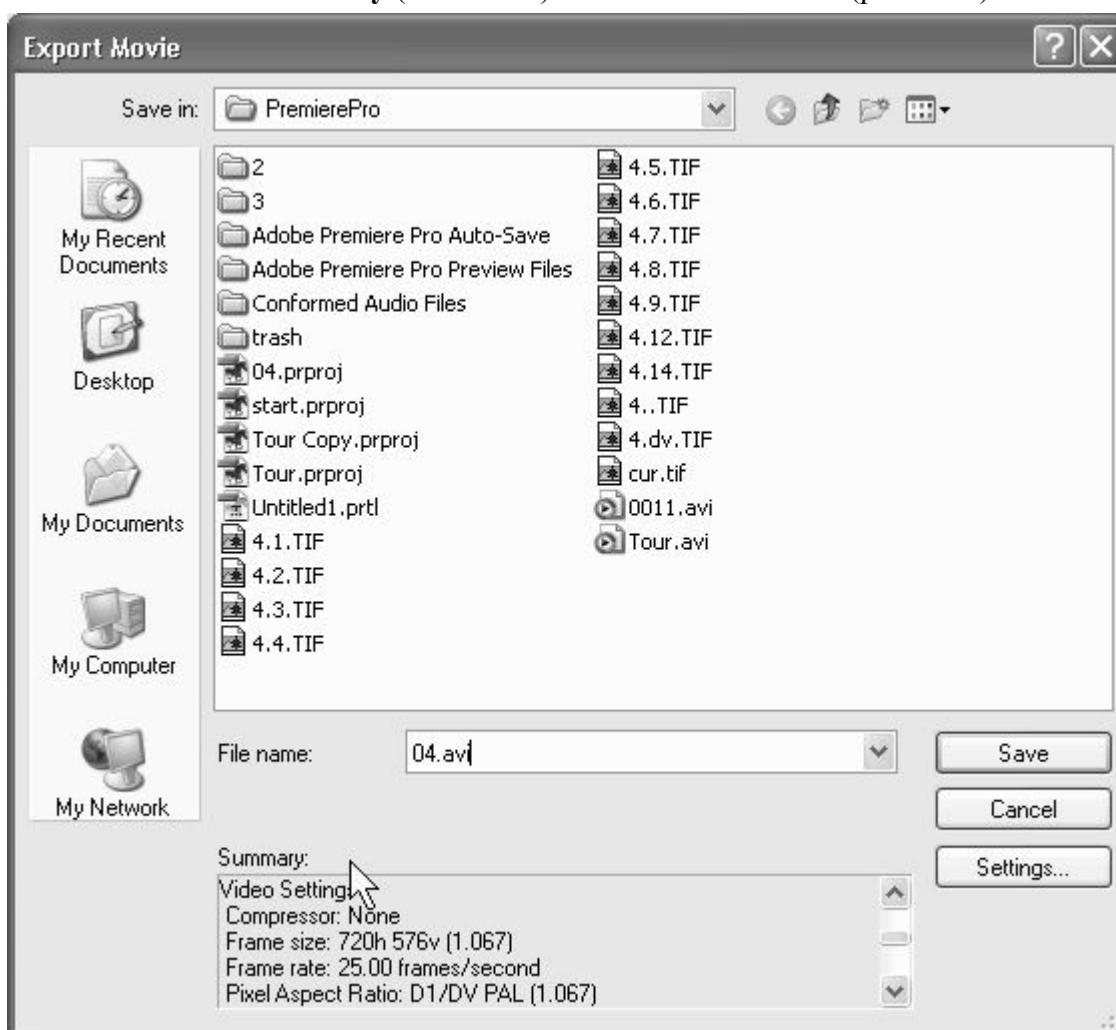 Export Movie
Save in: PremierePro
My Recent
Documents
Desktop
My Documents
My Computer
My Network
2
3
Adobe Premiere Pro Auto-Save
Adobe Premiere Pro Preview Files
Conformed Audio Files
trash
04.prproj
start.prproj
Tour Copy.prproj
Tour.prproj
Untitled1.prtl
4.1.TIF
4.2.TIF
4.3.TIF
4.4.TIF
4.5.TIF
4.6.TIF
4.7.TIF
4.8.TIF
4.9.TIF
4.12.TIF
4.14.TIF
4..TIF
4.dv.TIF
cur.tif
0011.avi
Tour.avi
File name: 04.avi
Save
Cancel
Settings...
Summary:
Video Settings
Compressor: None
Frame size: 720h 576v (1.067)
Frame rate: 25.00 frames/second
Pixel Aspect Ratio: D1/DV PAL (1.067)